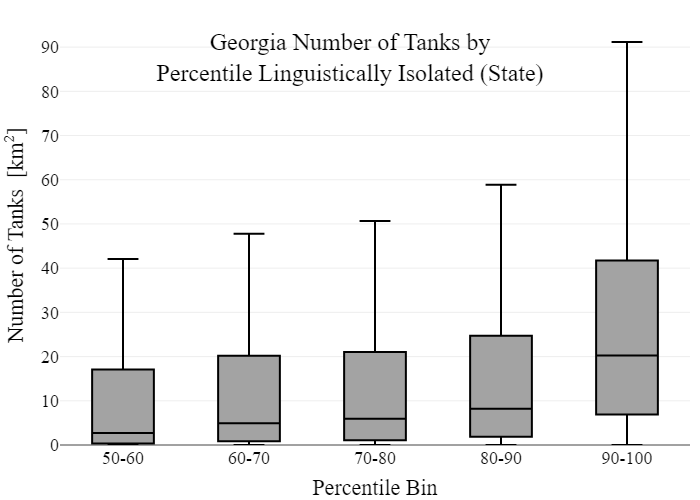 Georgia Number of Tanks by
Percentile Linguistically Isolated (State)
Number of Tanks [km²]
90
80
70
60
50
40
30
20
10
0
50-60 60-70 70-80 80-90 90-100
Percentile Bin